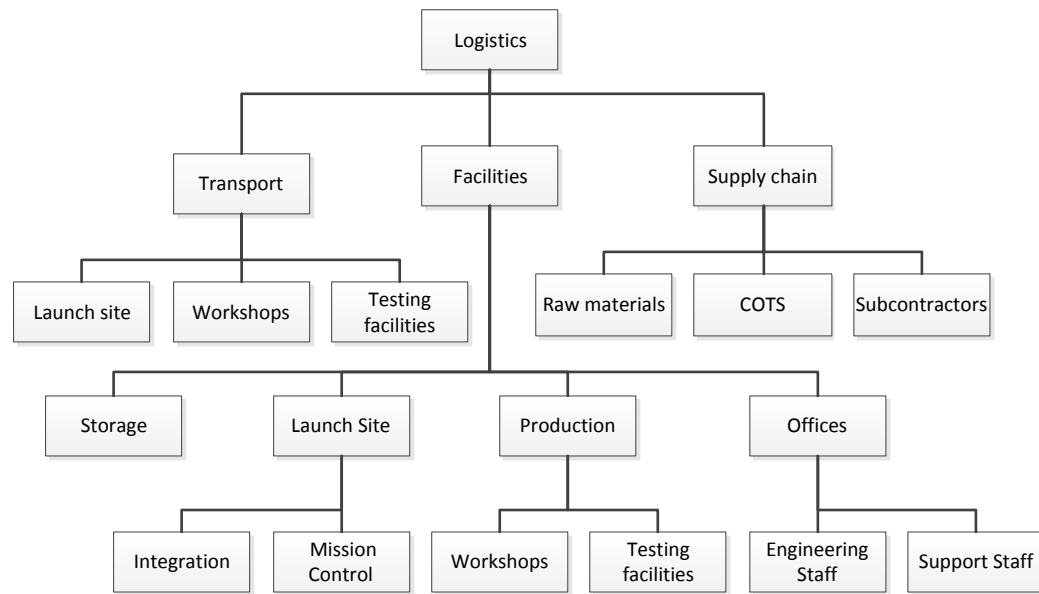 Logistics
Transport
Facilities
Supply chain
Launch site
Workshops
Testing
facilities
Raw materials
COTS
Subcontractors
Storage
Launch Site
Production
Offices
Integration
Mission
Control
Workshops
Testing
facilities
Engineering
Staff
Support Staff